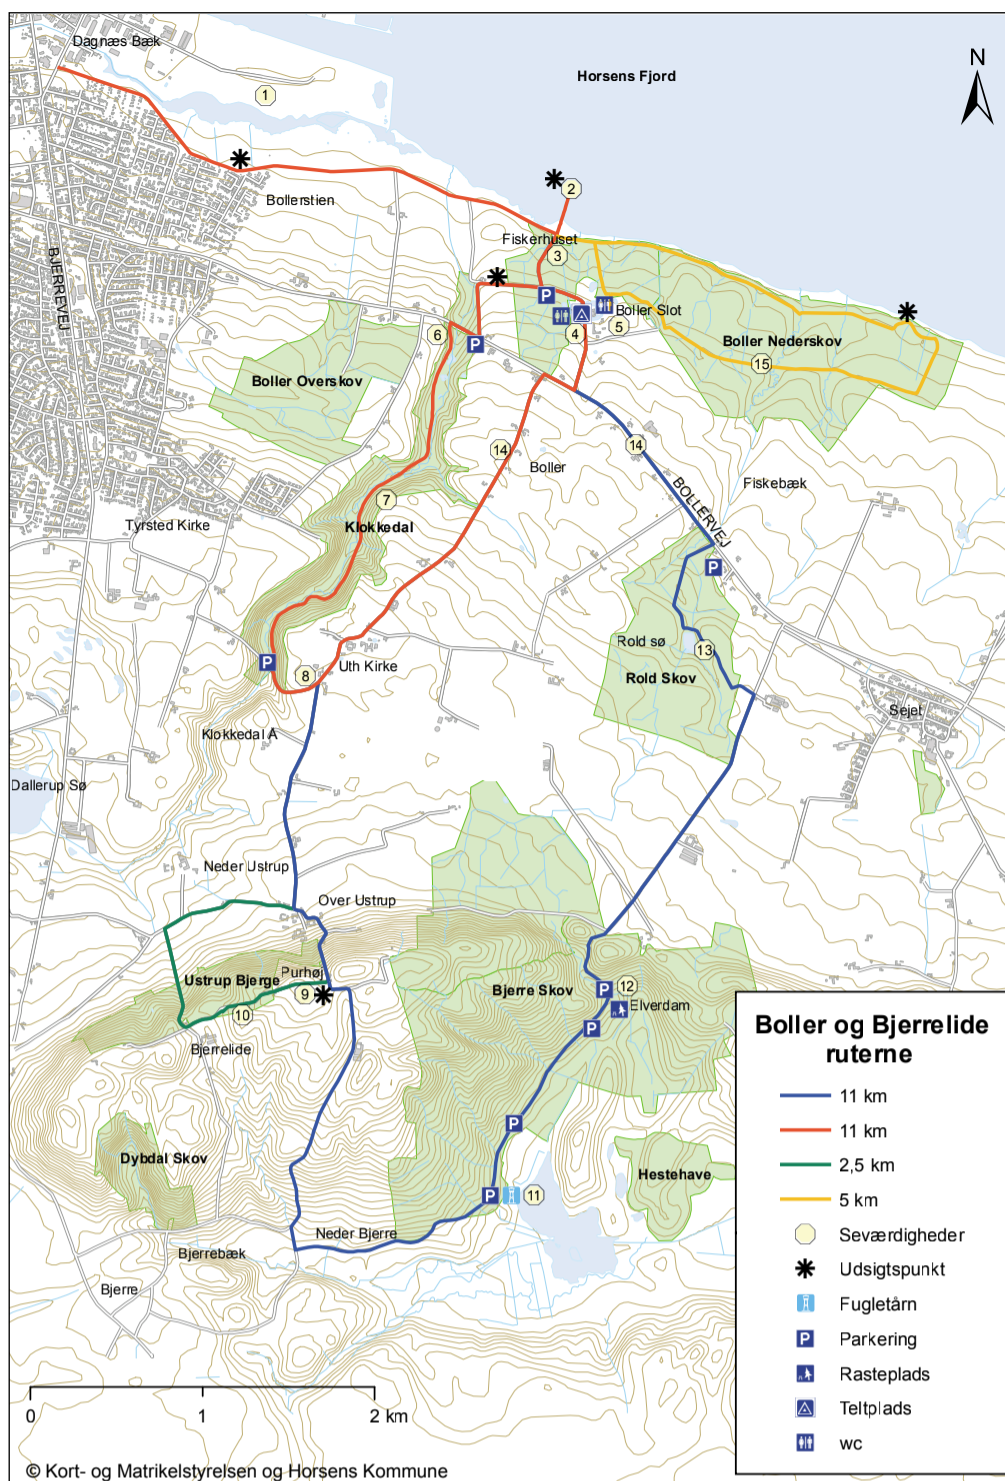 Dagnæs Bæk
Horsens Fjord
N
1
2
Bollerstien
BJERREVEJ
Fiskerhuset
3
P
Boller Slot
6
P
4
5
Boller Nederskov
15
Boller Overskov
14
14
Boller
Fiskebæk
BOLLERVEJ
7
Klokkedal
Tyrsted Kirke
P
Rold sø
13
Rold Skov
P
8
Uth Kirke
Klokkedal Å
Sejet
Dallerup Sø
Neder Ustrup
Over Ustrup
Ustrup Bjerge
Purhøj
9
10
Bjerrelide
Bjerre Skov
P
12
Elverdam
P
P
Dybdal Skov
Hestehave
P
11
Neder Bjerre
Bjerrebæk
Bjerre
Boller og Bjerrelide
ruterne
11 km
11 km
2,5 km
5 km
Seværdigheder
Udsigtspunkt
Fugletårn
P Parkering
Rasteplads
Teltplads
wc
0 1 2 km
© Kort- og Matrikelstyrelsen og Horsens Kommune